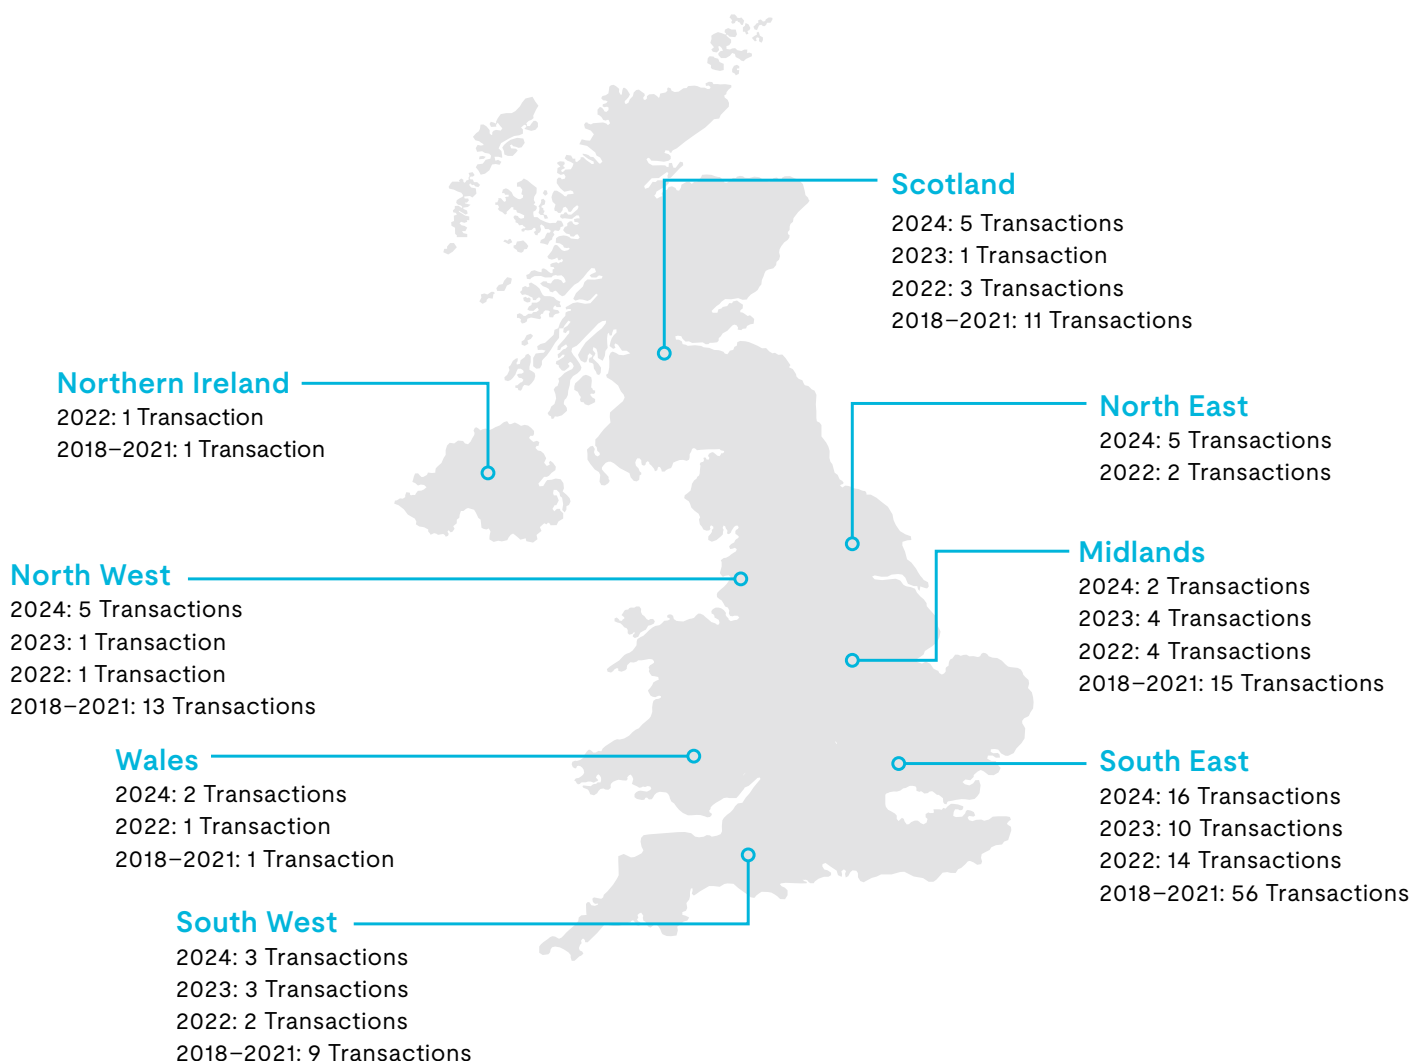 Scotland
2024: 5 Transactions
2023: 1 Transaction
2022: 3 Transactions
2018–2021: 11 Transactions
Northern Ireland
2022: 1 Transaction
2018–2021: 1 Transaction
North East
2024: 5 Transactions
2022: 2 Transactions
Midlands
2024: 2 Transactions
2023: 4 Transactions
2022: 4 Transactions
2018–2021: 15 Transactions
North West
2024: 5 Transactions
2023: 1 Transaction
2022: 1 Transaction
2018–2021: 13 Transactions
Wales
2024: 2 Transactions
2022: 1 Transaction
2018–2021: 1 Transaction
South East
2024: 16 Transactions
2023: 10 Transactions
2022: 14 Transactions
2018–2021: 56 Transactions
South West
2024: 3 Transactions
2023: 3 Transactions
2022: 2 Transactions
2018–2021: 9 Transactions